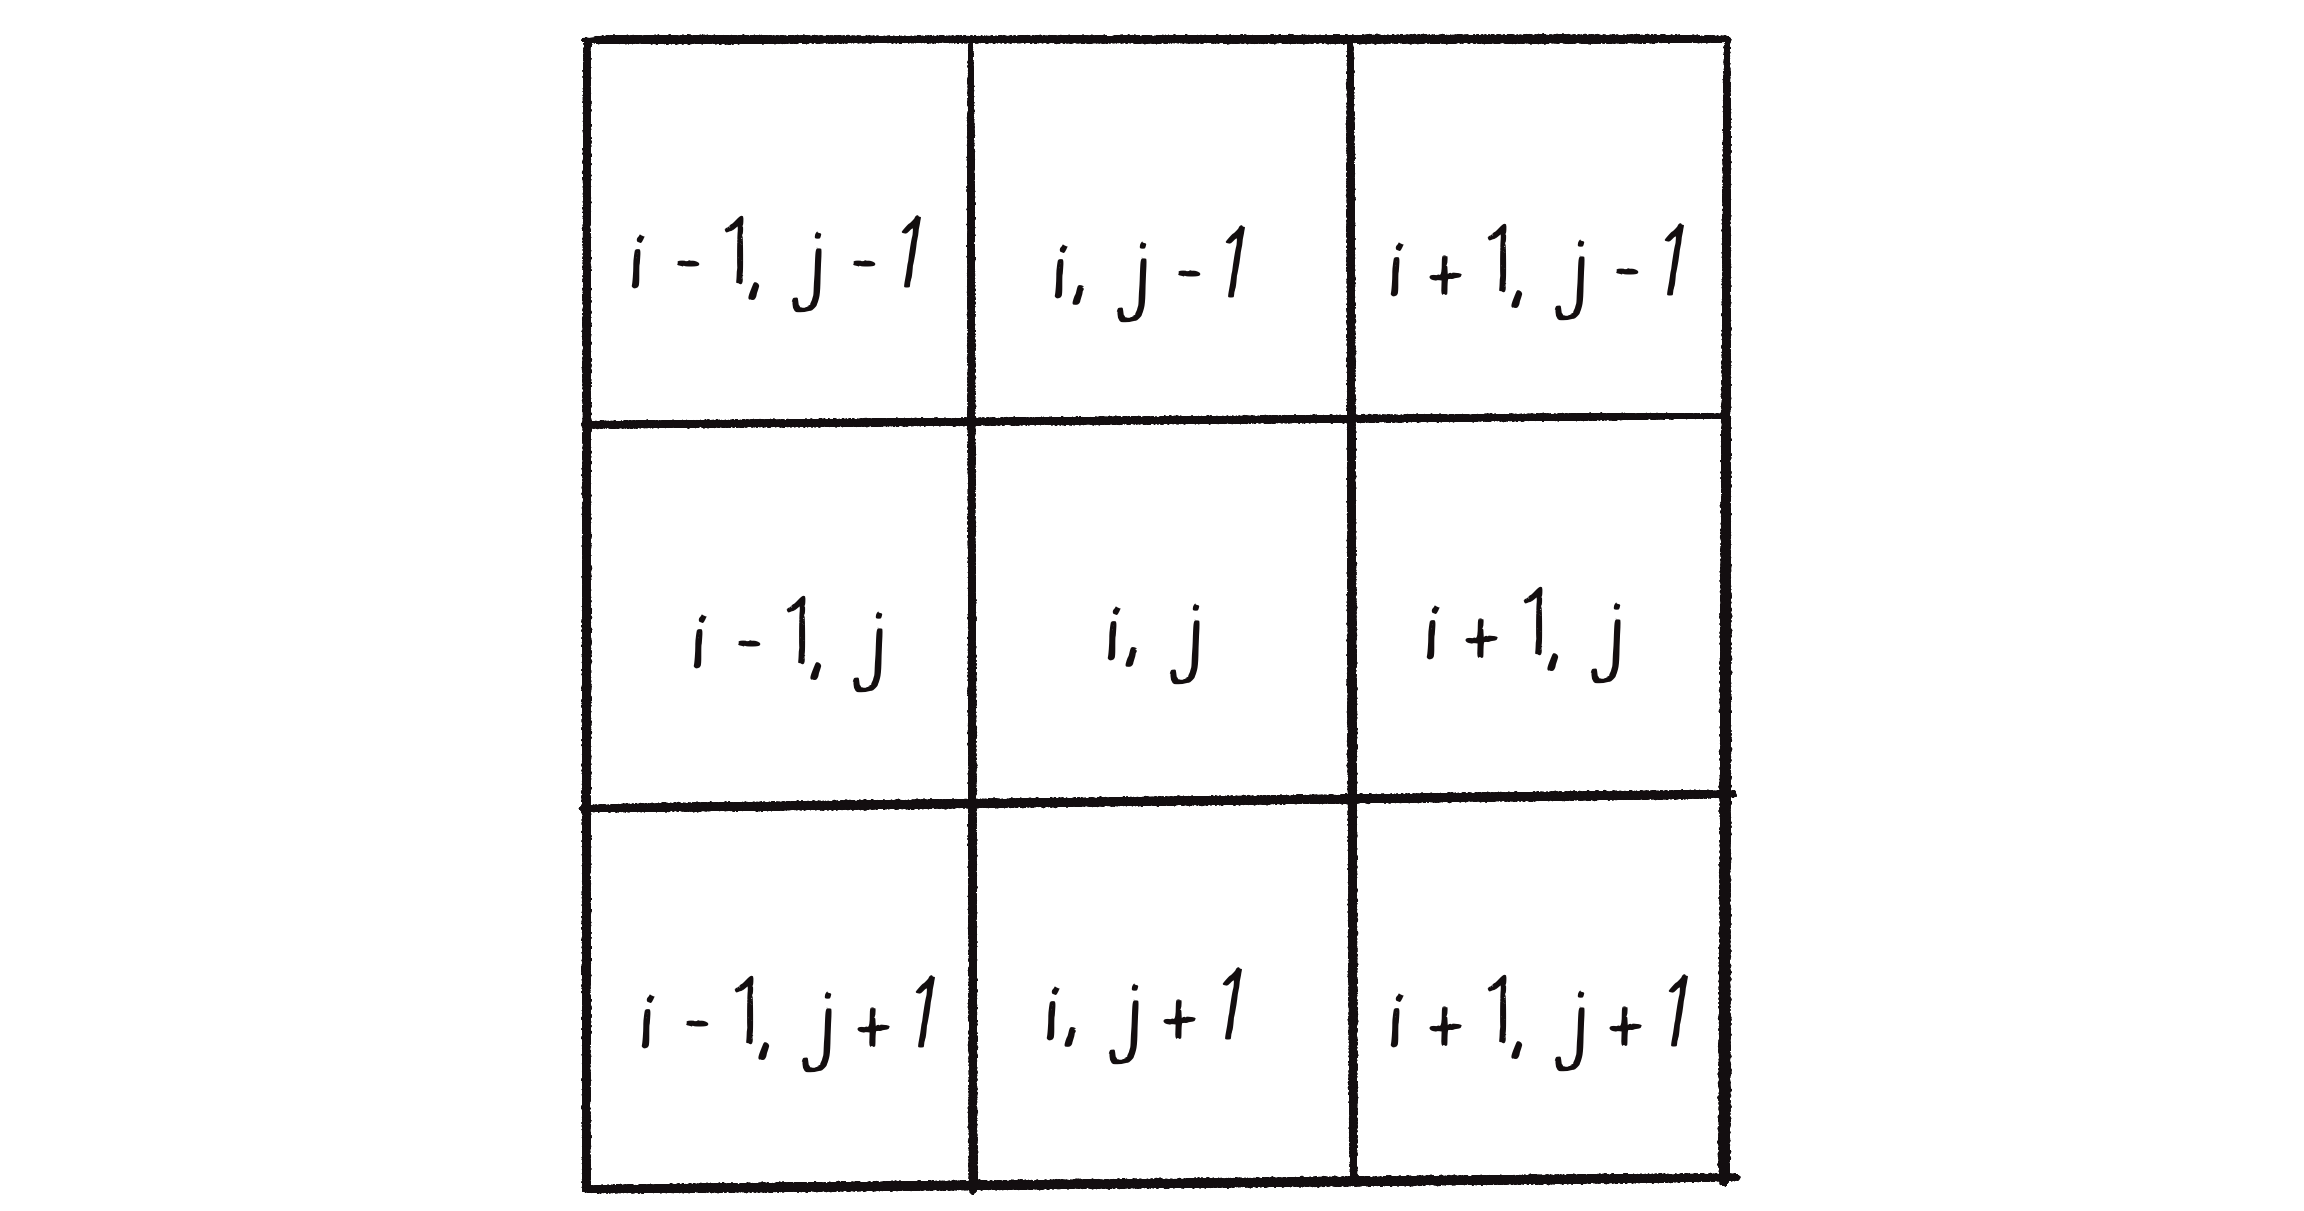 i - 1, j - 1
i, j - 1
i + 1, j - 1
i - 1, j
i, j
i + 1, j
i - 1, j + 1
i, j + 1
i + 1, j + 1